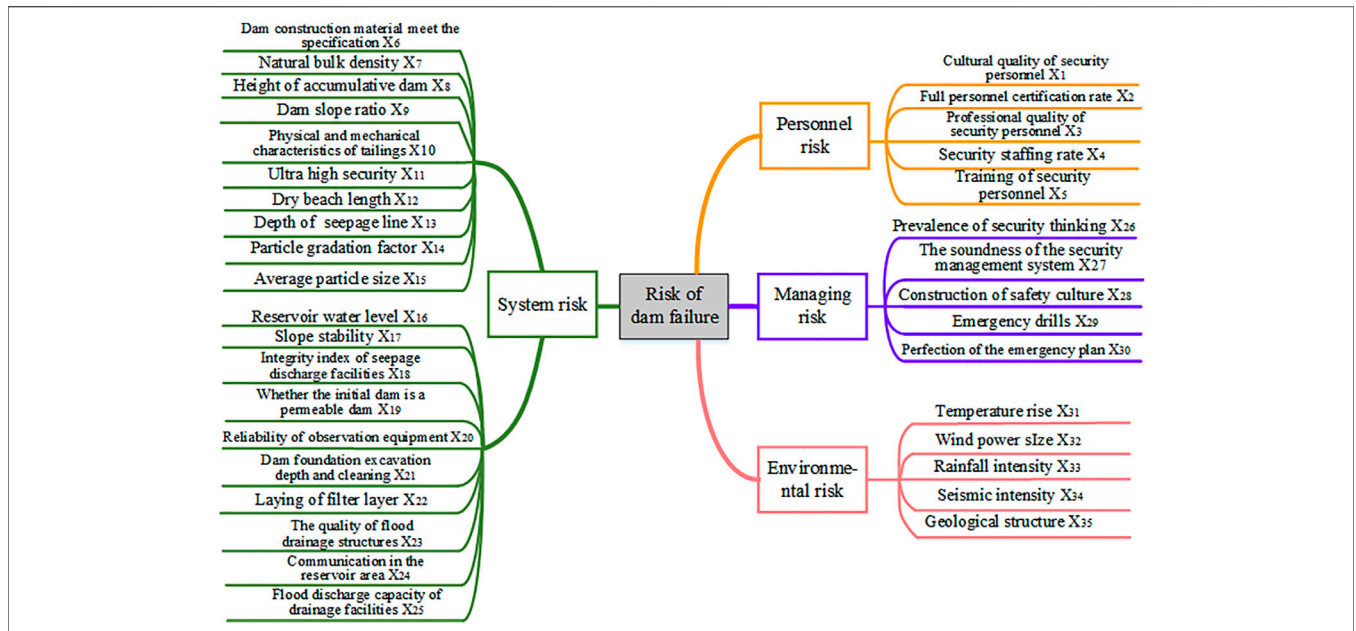 Dam construction material meet the
specification X6
Natural bulk density X7
Height of accumulative dam X8
Dam slope ratio X9
Physical and mechanical
characteristics of tailings X10
Ultra high security X11
Dry beach length X12
Depth of seepage line X13
Particle gradation factor X14
Average particle size X15
Reservoir water level X16
Slope stability X17
Integrity index of seepage
discharge facilities X18
Whether the initial dam is a
permeable dam X19
Reliability of observation equipment X20
Dam foundation excavation
depth and cleaning X21
Laying of filter layer X22
The quality of flood
drainage structures X23
Communication in the
reservoir area X24
Flood discharge capacity of
drainage facilities X25
System risk
Risk of
dam failure
Personnel
risk
Cultural quality of security
personnel X1
Full personnel certification rate X2
Professional quality of
security personnel X3
Security staffing rate X4
Training of security
personnel X5
Managing
risk
Prevalence of security thinking X26
The soundness of the security
management system X27
Construction of safety culture X28
Emergency drills X29
Perfection of the emergency plan X30
Environme-
ntal risk
Temperature rise X31
Wind power sIze X32
Rainfall intensity X33
Seismic intensity X34
Geological structure X35